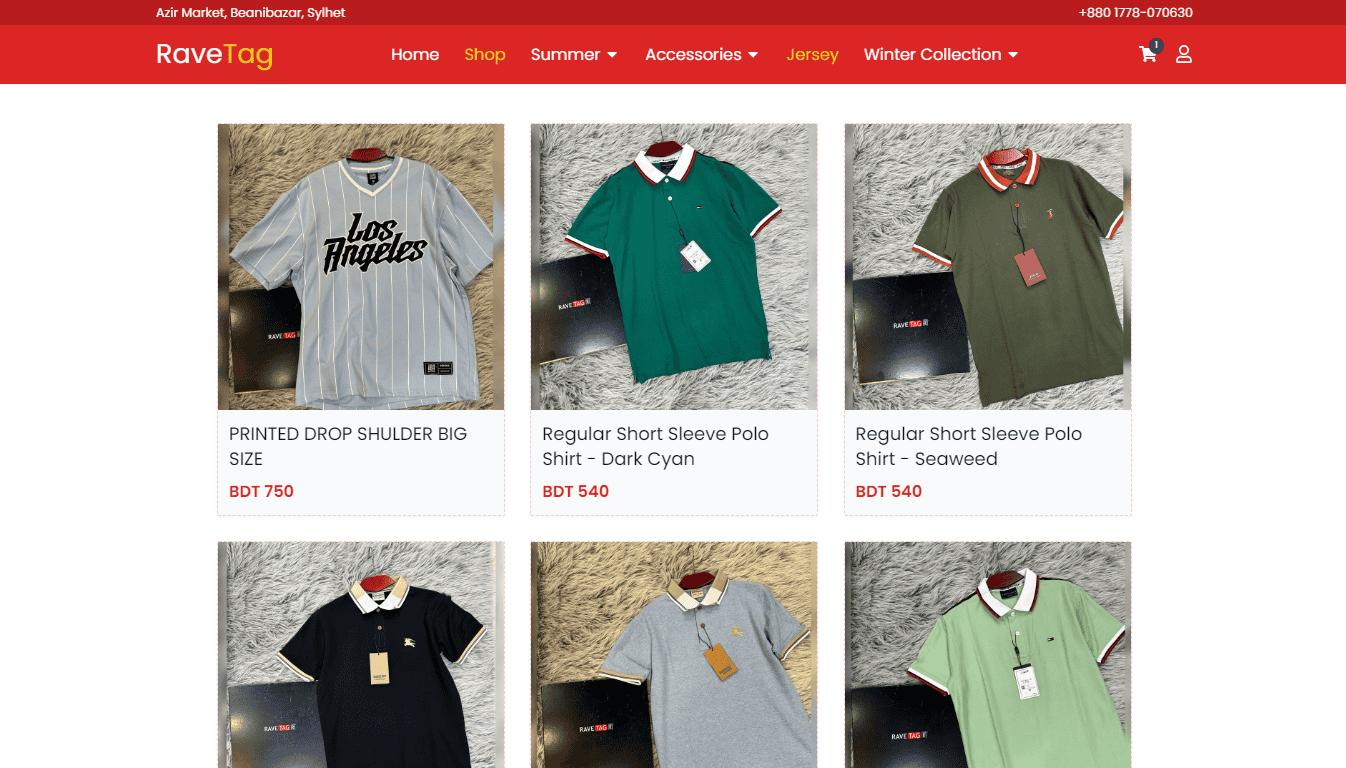 Azir Market, Beanibazar, Sylhet
+880 1778-070630
RaveTag
Home
Shop
Summer
Accessories
Jersey
Winter Collection
1
Los
Angeles
RAVE TAG
RAVE TAG
RAVE TAG
PRINTED DROP SHULDER BIG
SIZE
BDT 750
Regular Short Sleeve Polo
Shirt - Dark Cyan
BDT 540
Regular Short Sleeve Polo
Shirt - Seaweed
BDT 540
RAVE TAG
RAVE TAG
RAVE TAG